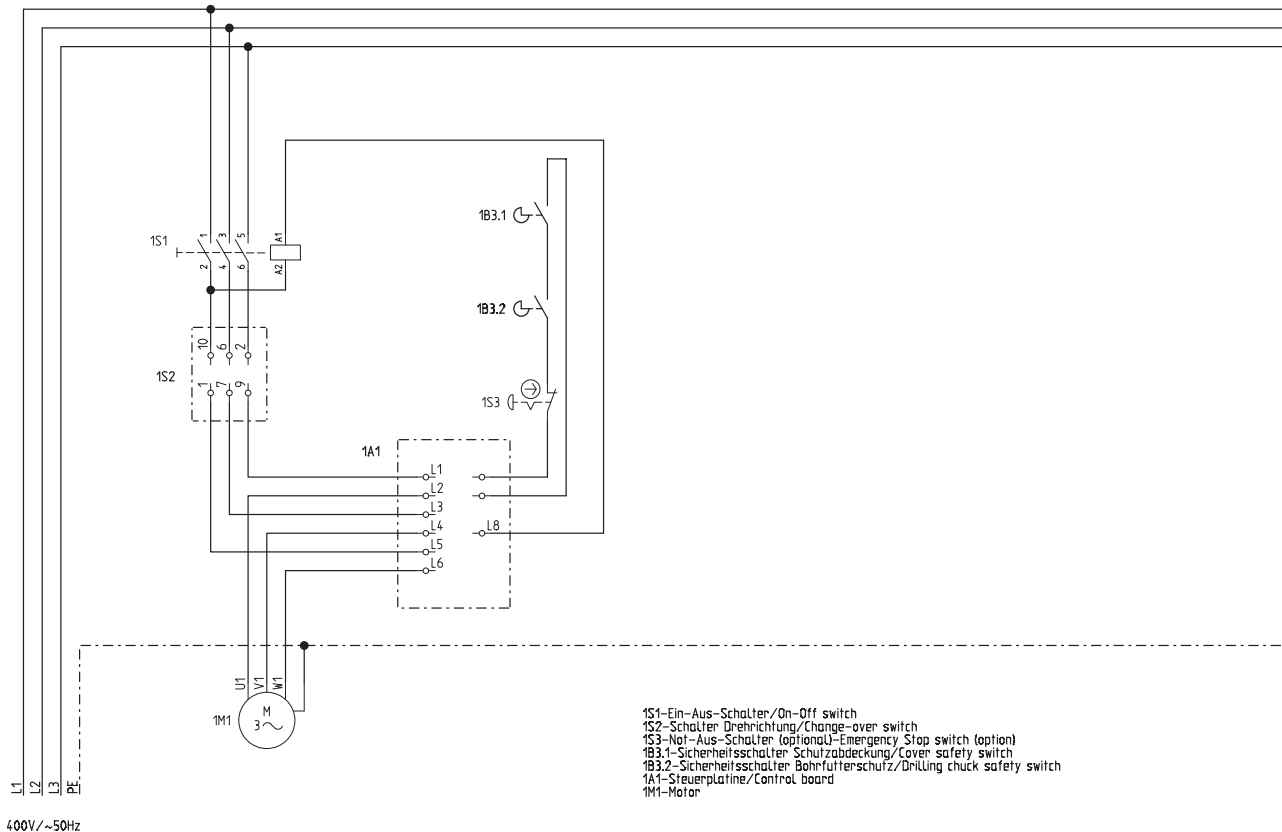 1S1
1
3
5
2
4
6
A1
A2
1B3.1
1B3.2
1S2
10
6
2
1
7
9
1S3
1A1
L1
L2
L3
L4
L8
L5
L6
U1
V1
W1
1M1
M
3~
1S1-Ein-Aus-Schalter/On-Off switch
1S2-Schalter Drehrichtung/Change-over switch
1S3-Not-Aus-Schalter (optional)-Emergency Stop switch (option)
1B3.1-Sicherheitsschalter Schutzabdeckung/Cover safety switch
1B3.2-Sicherheitsschalter Bohrfutterschutz/Drilling chuck safety switch
1A1-Steuerplatine/Control board
1M1-Motor
L1
L2
L3
PE
400V/~50Hz